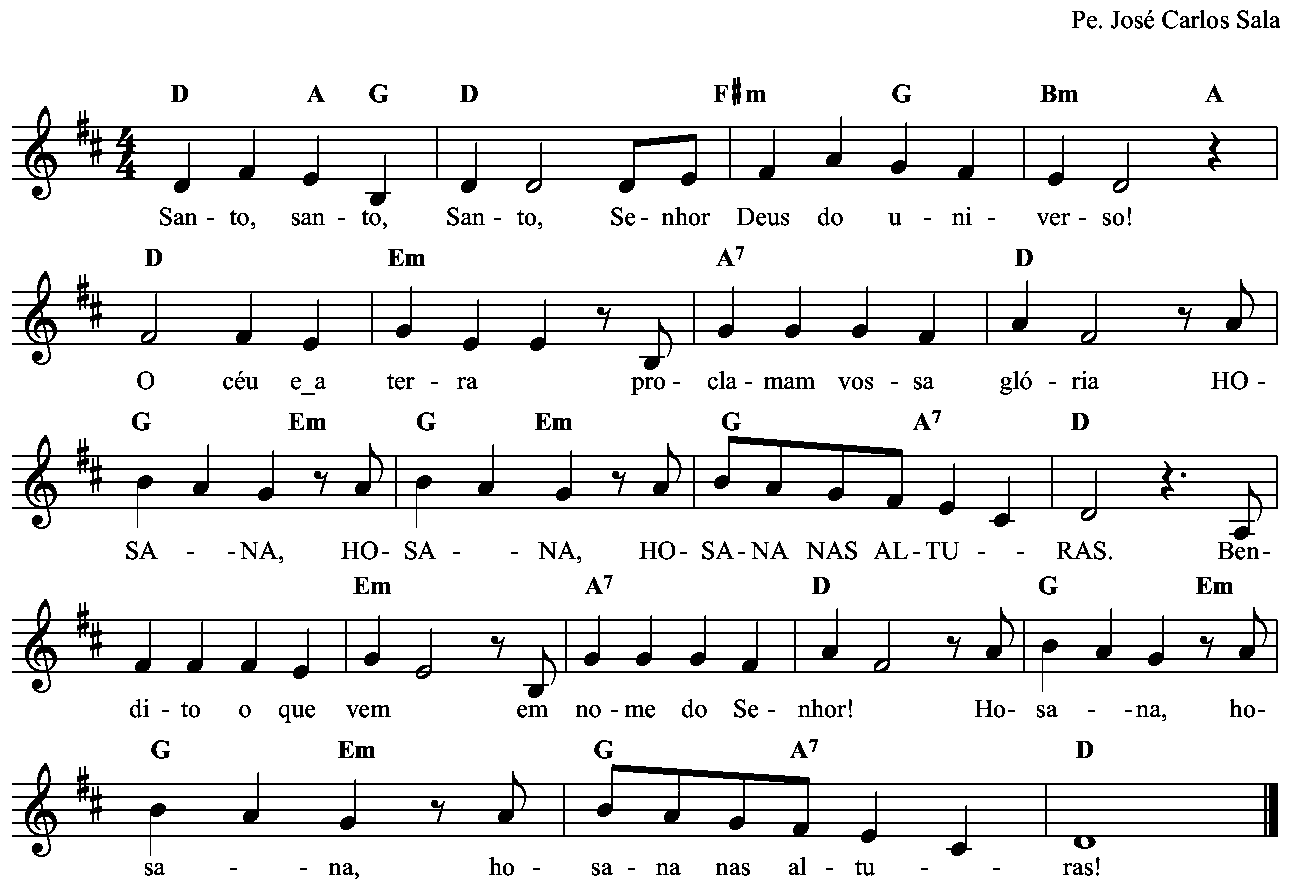 Pe. José Carlos Sala
D A G D F#m G Bm A
San - to, san - to, San - to, Se - nhor Deus do u - ni - ver - so!
D Em A7 D
O céu e_a ter - ra pro - cla - mam vos - sa gló - ria HO -
G Em G Em G A7 D
SA - - NA, HO - SA - - NA, HO - SA - NA NAS AL - TU - - RAS. Ben -
Em A7 D G Em
di - to o que vem em no - me do Se - nhor! Ho - sa - - na, ho -
G Em G A7 D
sa - - na, ho - sa - na nas al - tu - - ras!